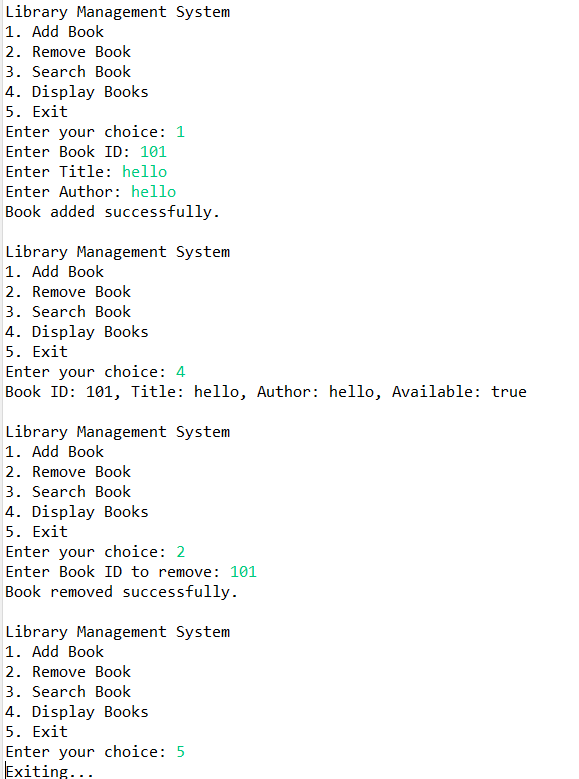 Library Management System
1. Add Book
2. Remove Book
3. Search Book
4. Display Books
5. Exit
Enter your choice: 1
Enter Book ID: 101
Enter Title: hello
Enter Author: hello
Book added successfully.

Library Management System
1. Add Book
2. Remove Book
3. Search Book
4. Display Books
5. Exit
Enter your choice: 4
Book ID: 101, Title: hello, Author: hello, Available: true

Library Management System
1. Add Book
2. Remove Book
3. Search Book
4. Display Books
5. Exit
Enter your choice: 2
Enter Book ID to remove: 101
Book removed successfully.

Library Management System
1. Add Book
2. Remove Book
3. Search Book
4. Display Books
5. Exit
Enter your choice: 5
Exiting...